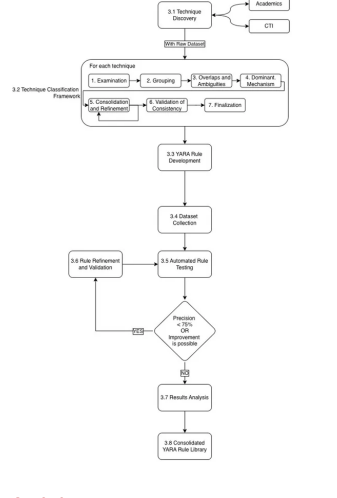 Academics
3.1 Technique
Discovery
CTI
With Raw Dataset
For each technique
1. Examination
2. Grouping
3. Overlaps and
Ambiguities
4. Dominant
Mechanism
3.2 Technique Classification
Framework
5. Consolidation
and Refinement
6. Validation of
Consistency
7. Finalization
3.3 YARA Rule
Development
3.4 Dataset
Collection
3.6 Rule Refinement
and Validation
3.5 Automated Rule
Testing
Precision
< 75%
OR
Improvement
is possible
YES
NO
3.7 Results Analysis
3.8 Consolidated
YARA Rule Library